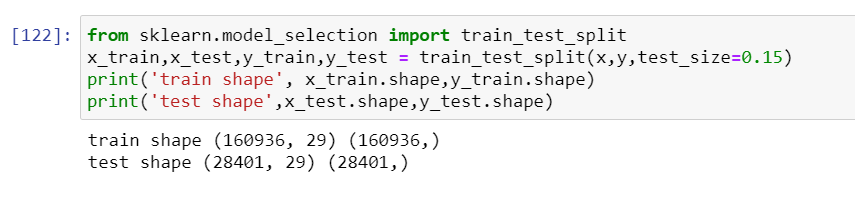 [122]: from sklearn.model_selection import train_test_split
x_train,x_test,y_train,y_test = train_test_split(x,y,test_size=0.15)
print('train shape', x_train.shape,y_train.shape)
print('test shape',x_test.shape,y_test.shape)
train shape (160936, 29) (160936,)
test shape (28401, 29) (28401,)